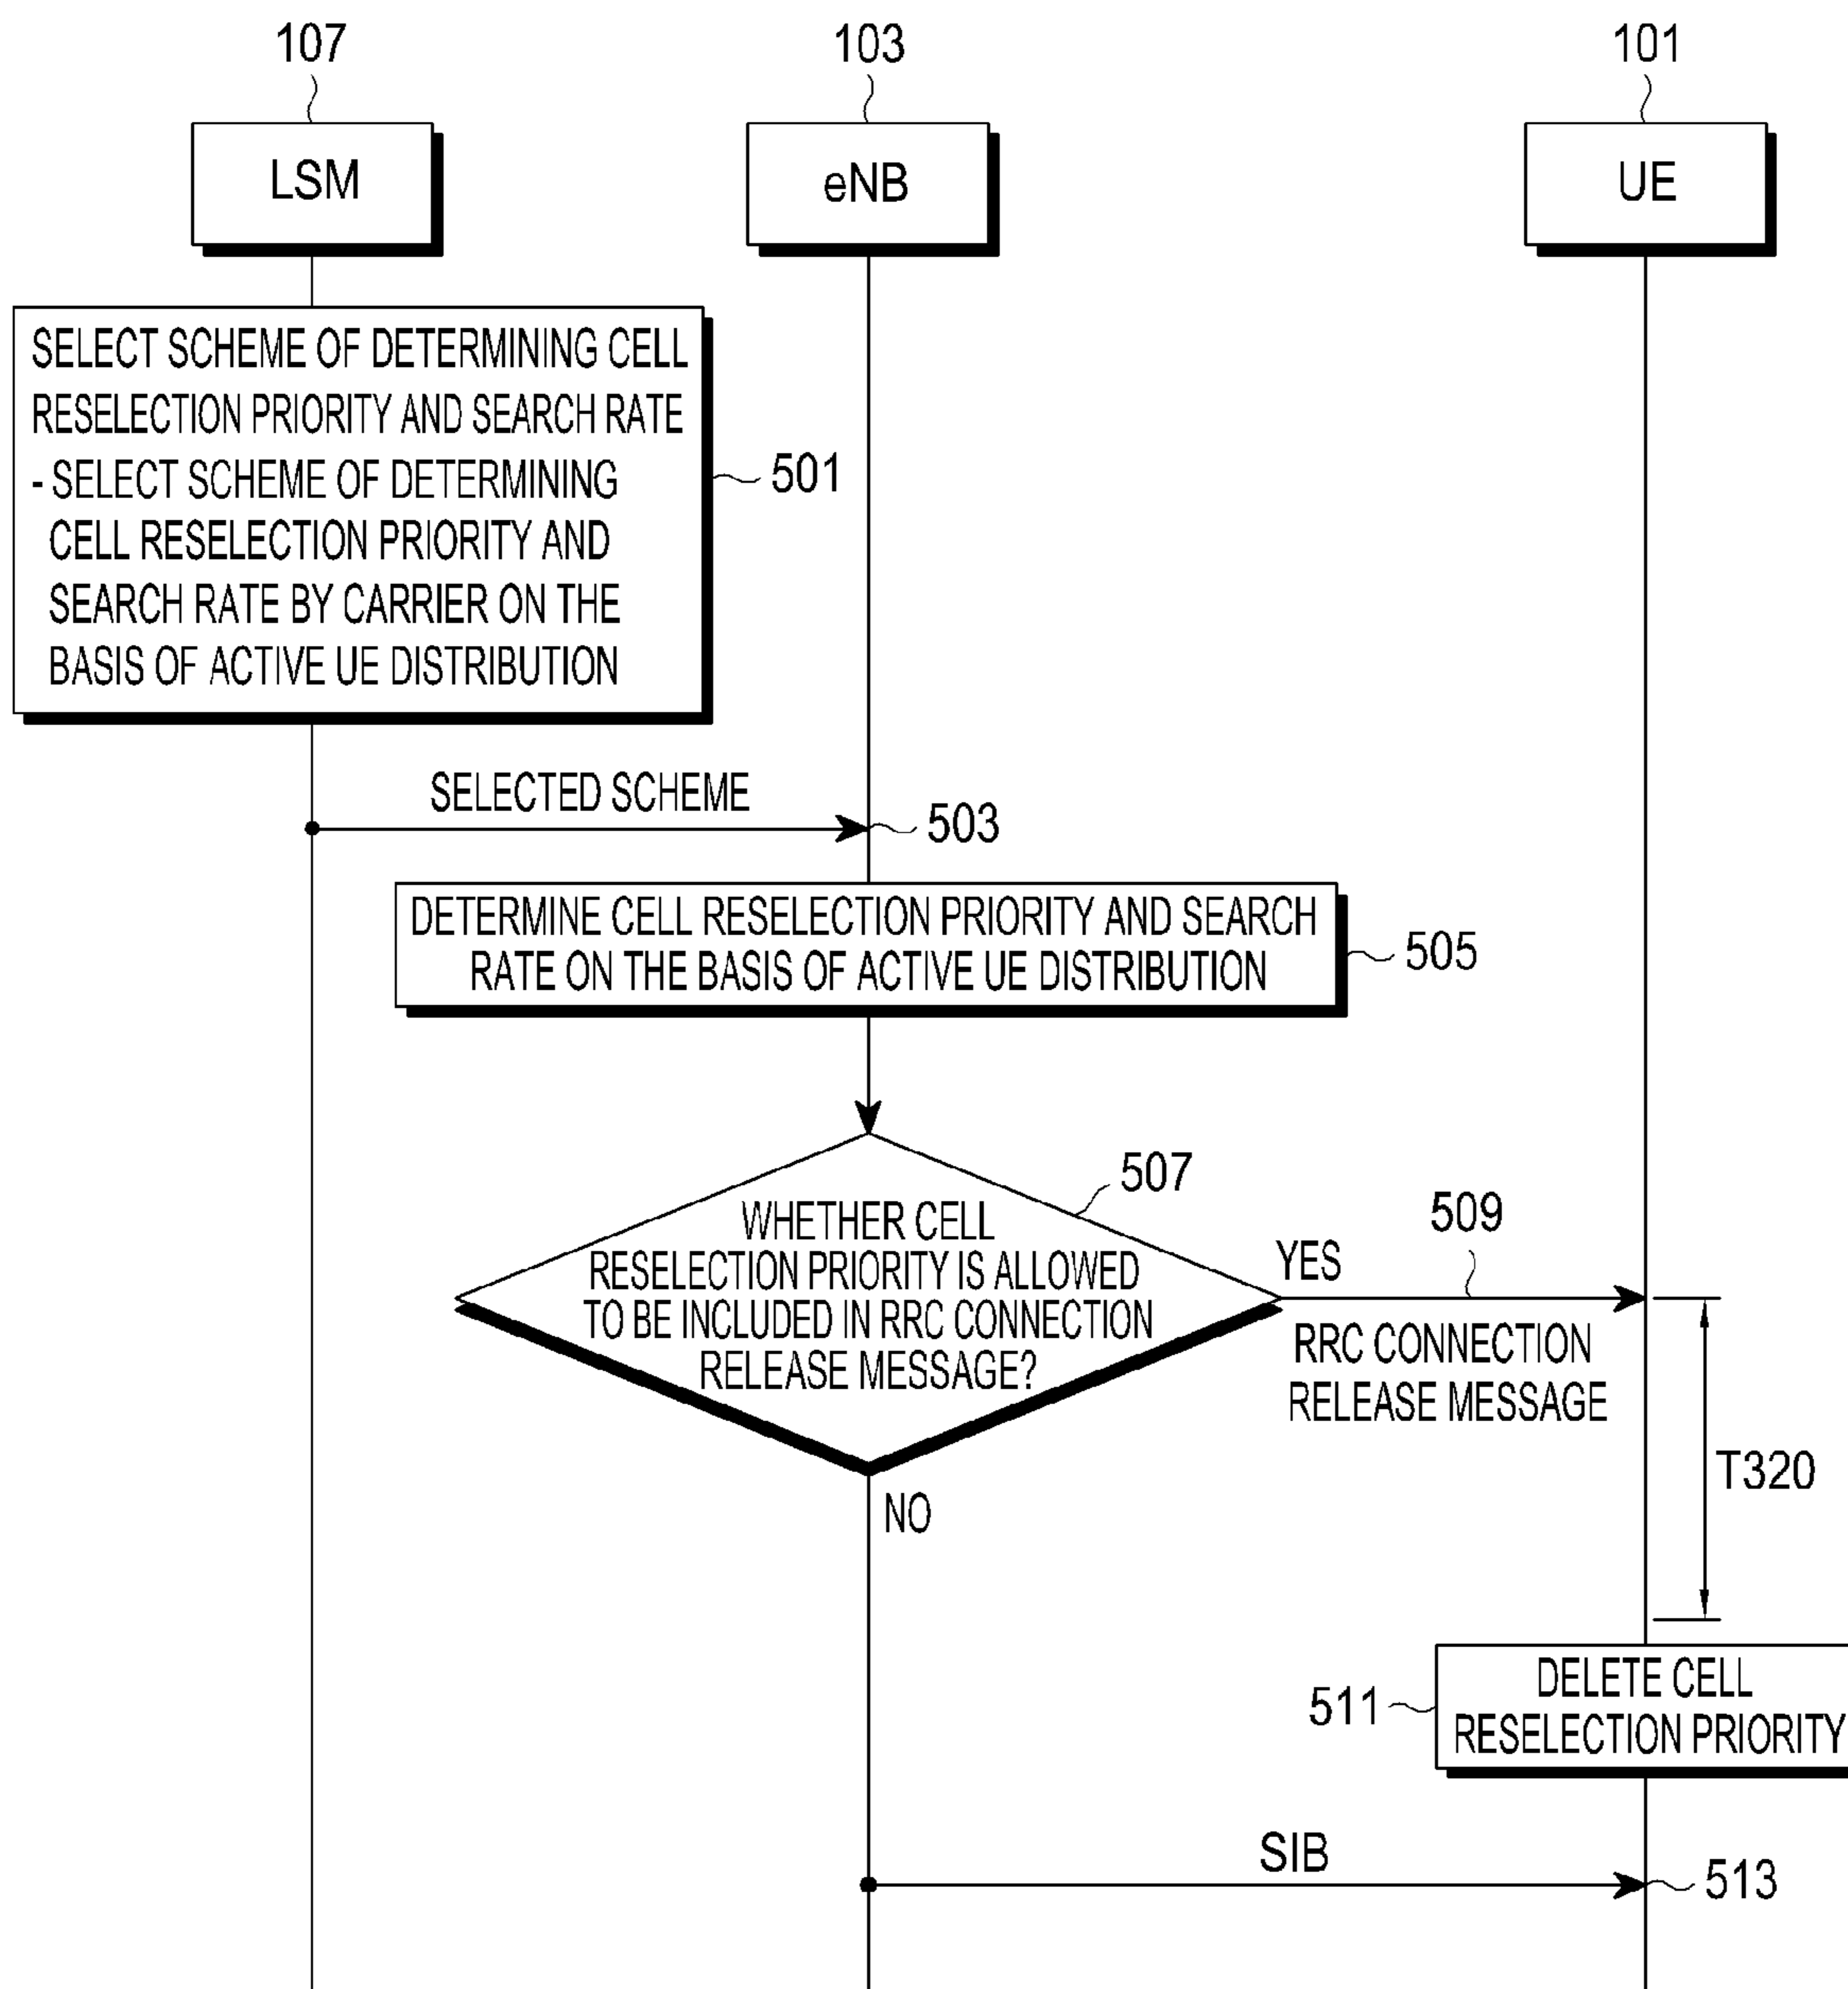 107
103
101
LSM
eNB
UE
SELECT SCHEME OF DETERMINING CELL
RESELECTION PRIORITY AND SEARCH RATE
- SELECT SCHEME OF DETERMINING
CELL RESELECTION PRIORITY AND
SEARCH RATE BY CARRIER ON THE
BASIS OF ACTIVE UE DISTRIBUTION
501
SELECTED SCHEME
503
DETERMINE CELL RESELECTION PRIORITY AND SEARCH
RATE ON THE BASIS OF ACTIVE UE DISTRIBUTION
505
507
WHETHER CELL
RESELECTION PRIORITY IS ALLOWED
TO BE INCLUDED IN RRC CONNECTION
RELEASE MESSAGE?
YES
509
RRC CONNECTION
RELEASE MESSAGE
T320
NO
511
DELETE CELL
RESELECTION PRIORITY
SIB
513